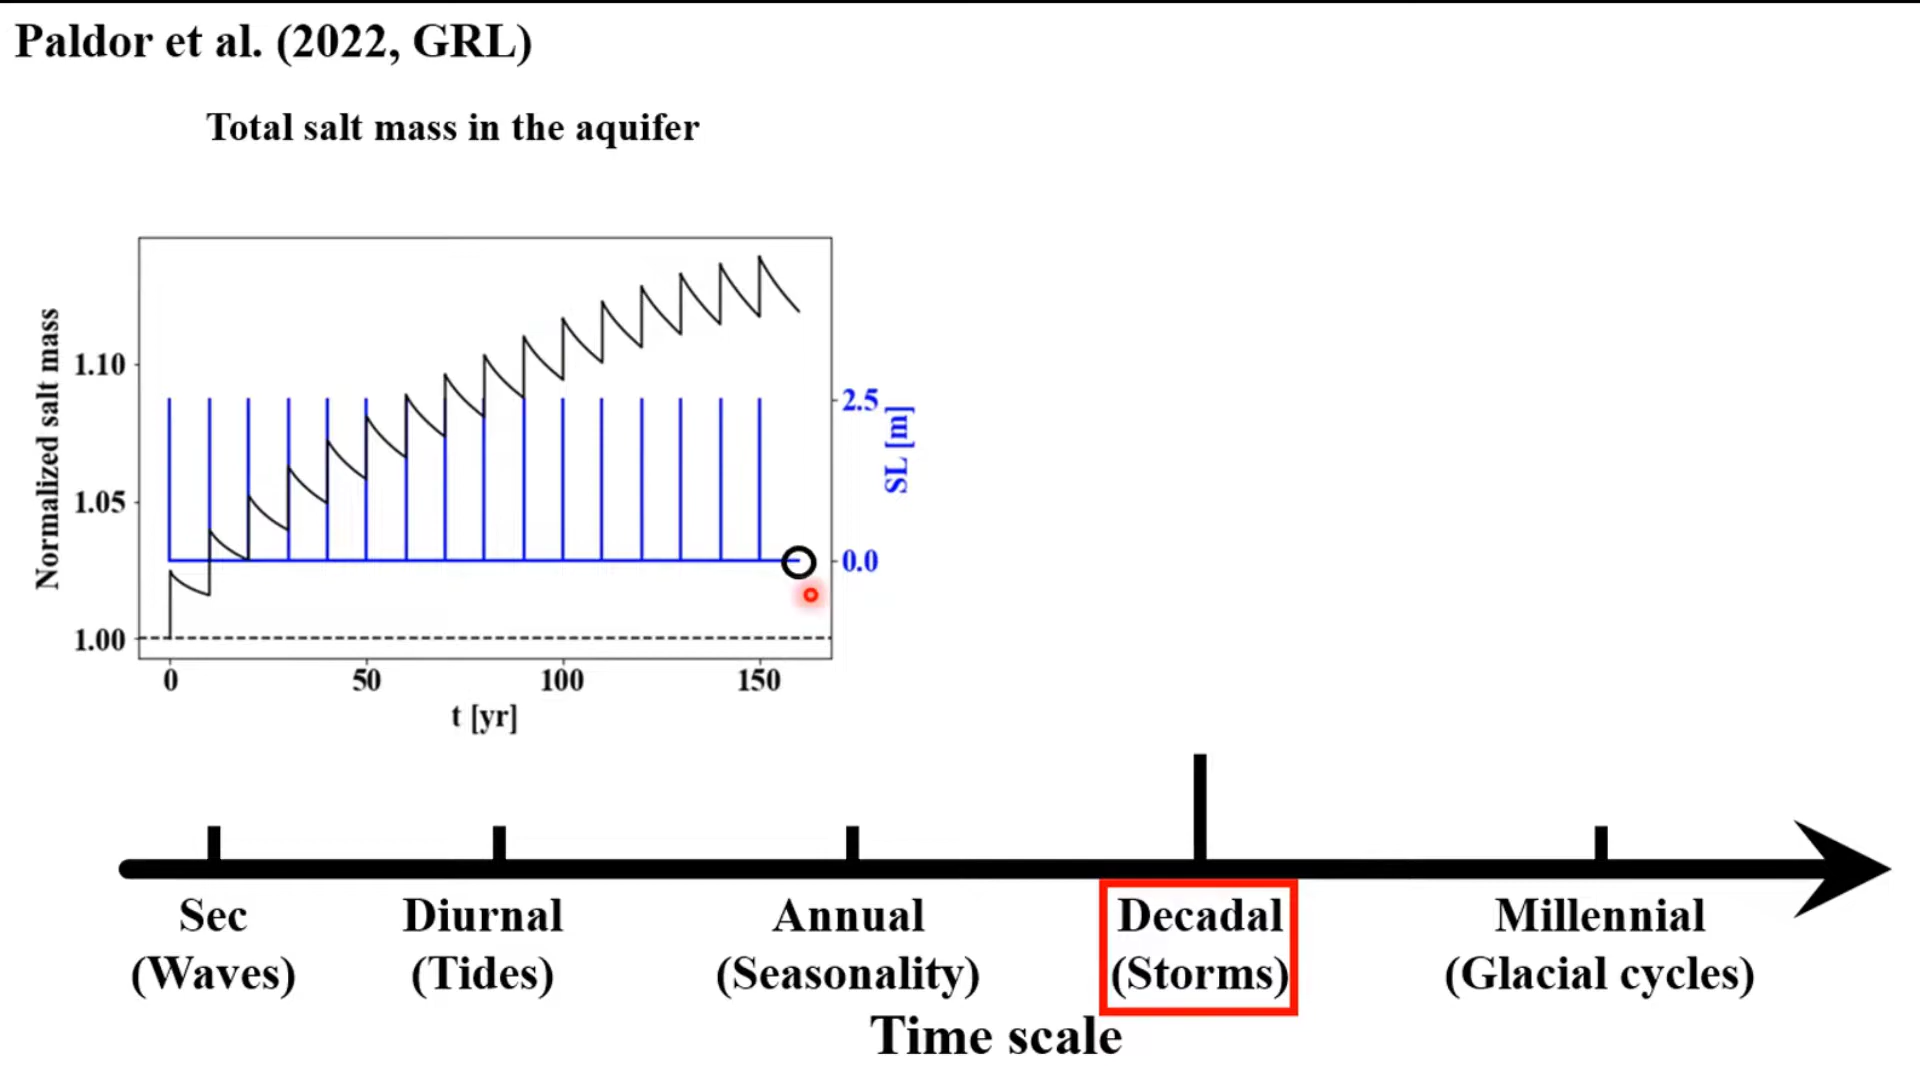 Paldor et al. (2022, GRL)
Total salt mass in the aquifer
Normalized salt mass
1.10
1.05
1.00
2.5
0.0
SL [m]
0
50
100
150
t [yr]
Sec
(Waves)
Diurnal
(Tides)
Annual
(Seasonality)
Decadal
(Storms)
Millennial
(Glacial cycles)
Time scale